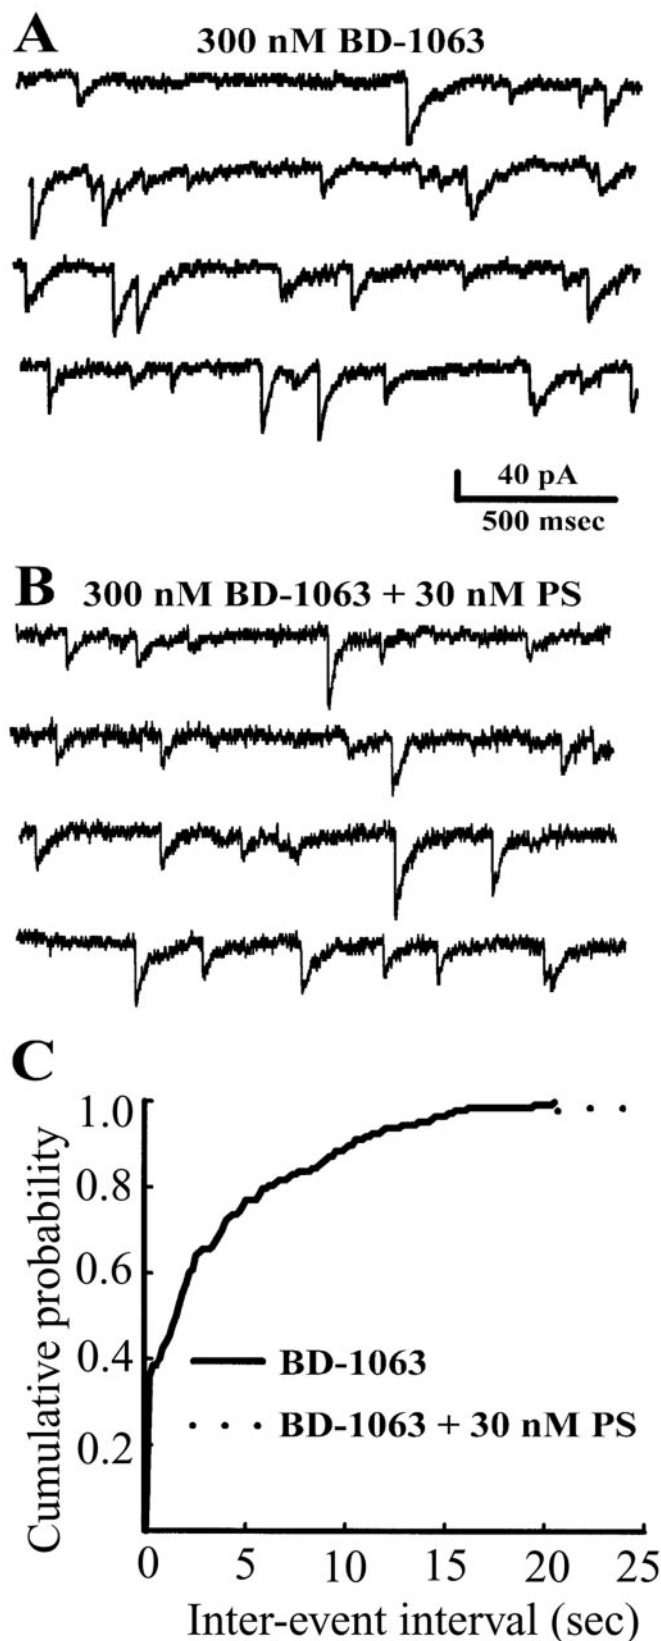 A
300 nM BD-1063
40 pA
500 msec
B
300 nM BD-1063 + 30 nM PS
C
Cumulative probability
1.0
0.8
0.6
0.4
0.2
BD-1063
BD-1063 + 30 nM PS
0 5 10 15 20 25
Inter-event interval (sec)